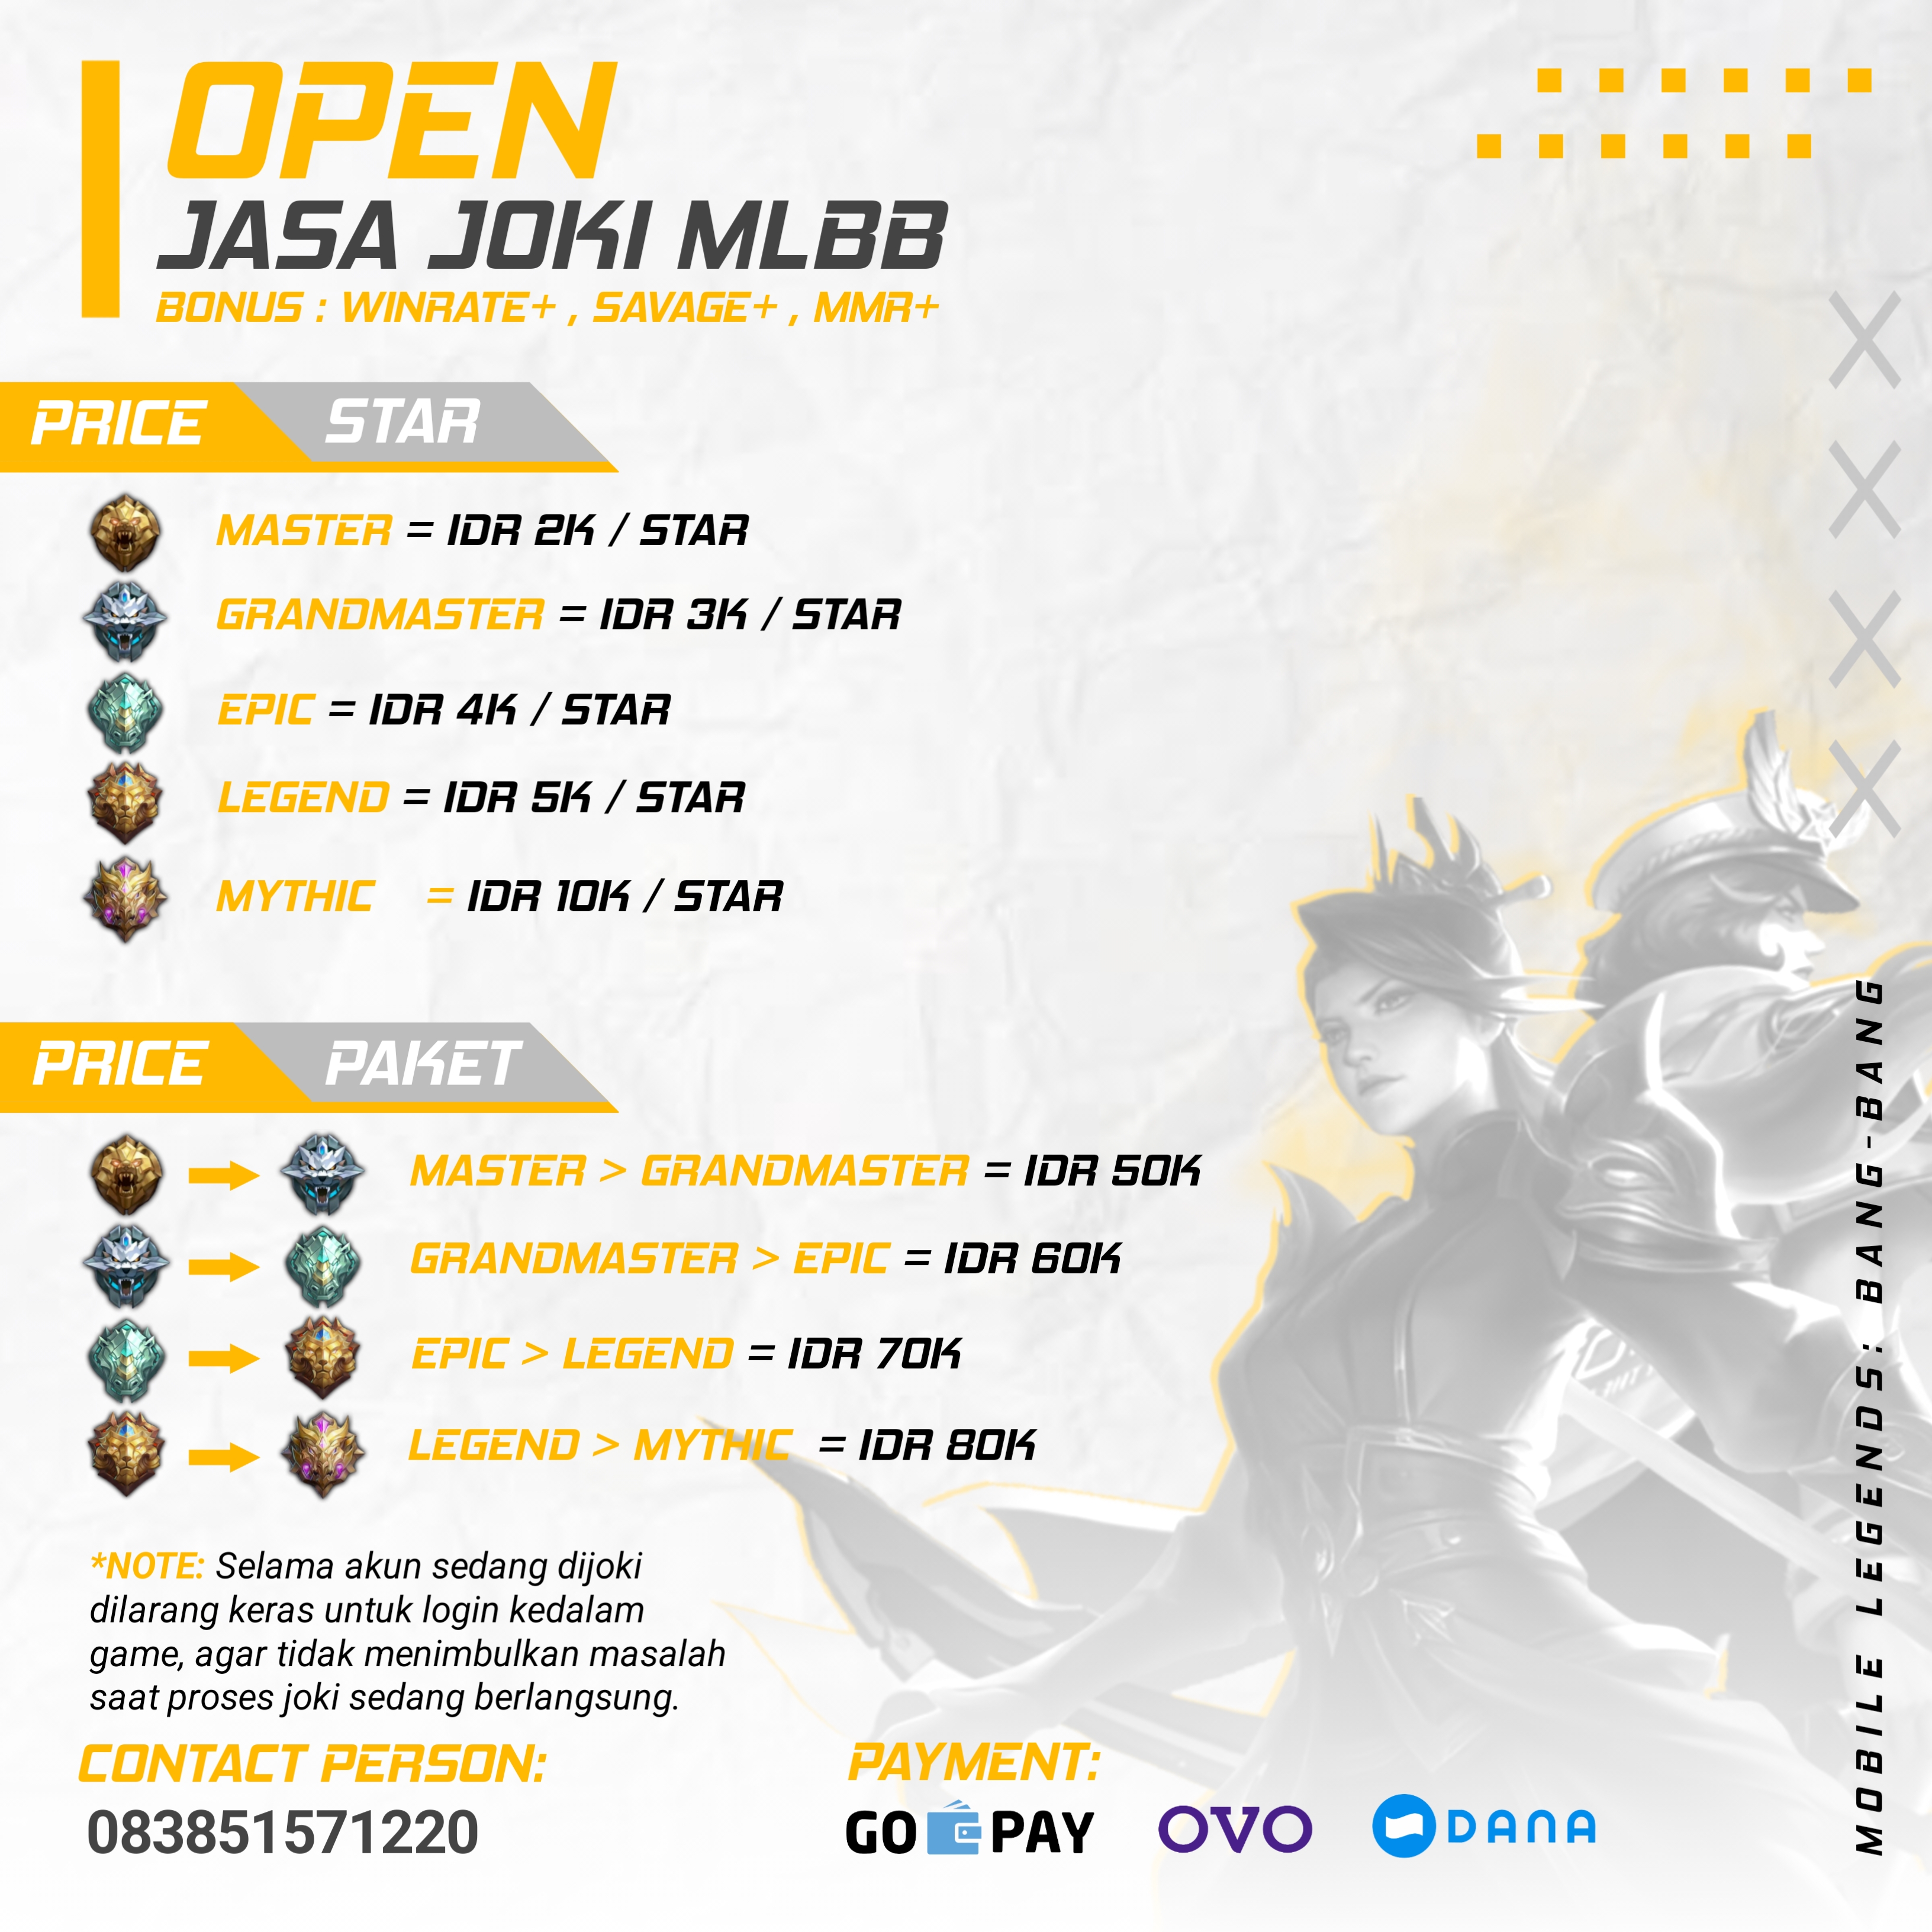 OPEN
JASA JOKI MLBB
BONUS : WINRATE+ , SAVAGE+ , MMR+
PRICE STAR
MASTER = IDR 2K / STAR
GRANDMASTER = IDR 3K / STAR
EPIC = IDR 4K / STAR
LEGEND = IDR 5K / STAR
MYTHIC = IDR 10K / STAR
PRICE PAKET
MASTER > GRANDMASTER = IDR 50K
GRANDMASTER > EPIC = IDR 60K
EPIC > LEGEND = IDR 70K
LEGEND > MYTHIC = IDR 80K
*NOTE: Selama akun sedang dijoki
dilarang keras untuk login kedalam
game, agar tidak menimbulkan masalah
saat proses joki sedang berlangsung.
CONTACT PERSON:
083851571220
PAYMENT:
GO PAY OVO DANA
MOBILE LEGENDS: BANG-BANG